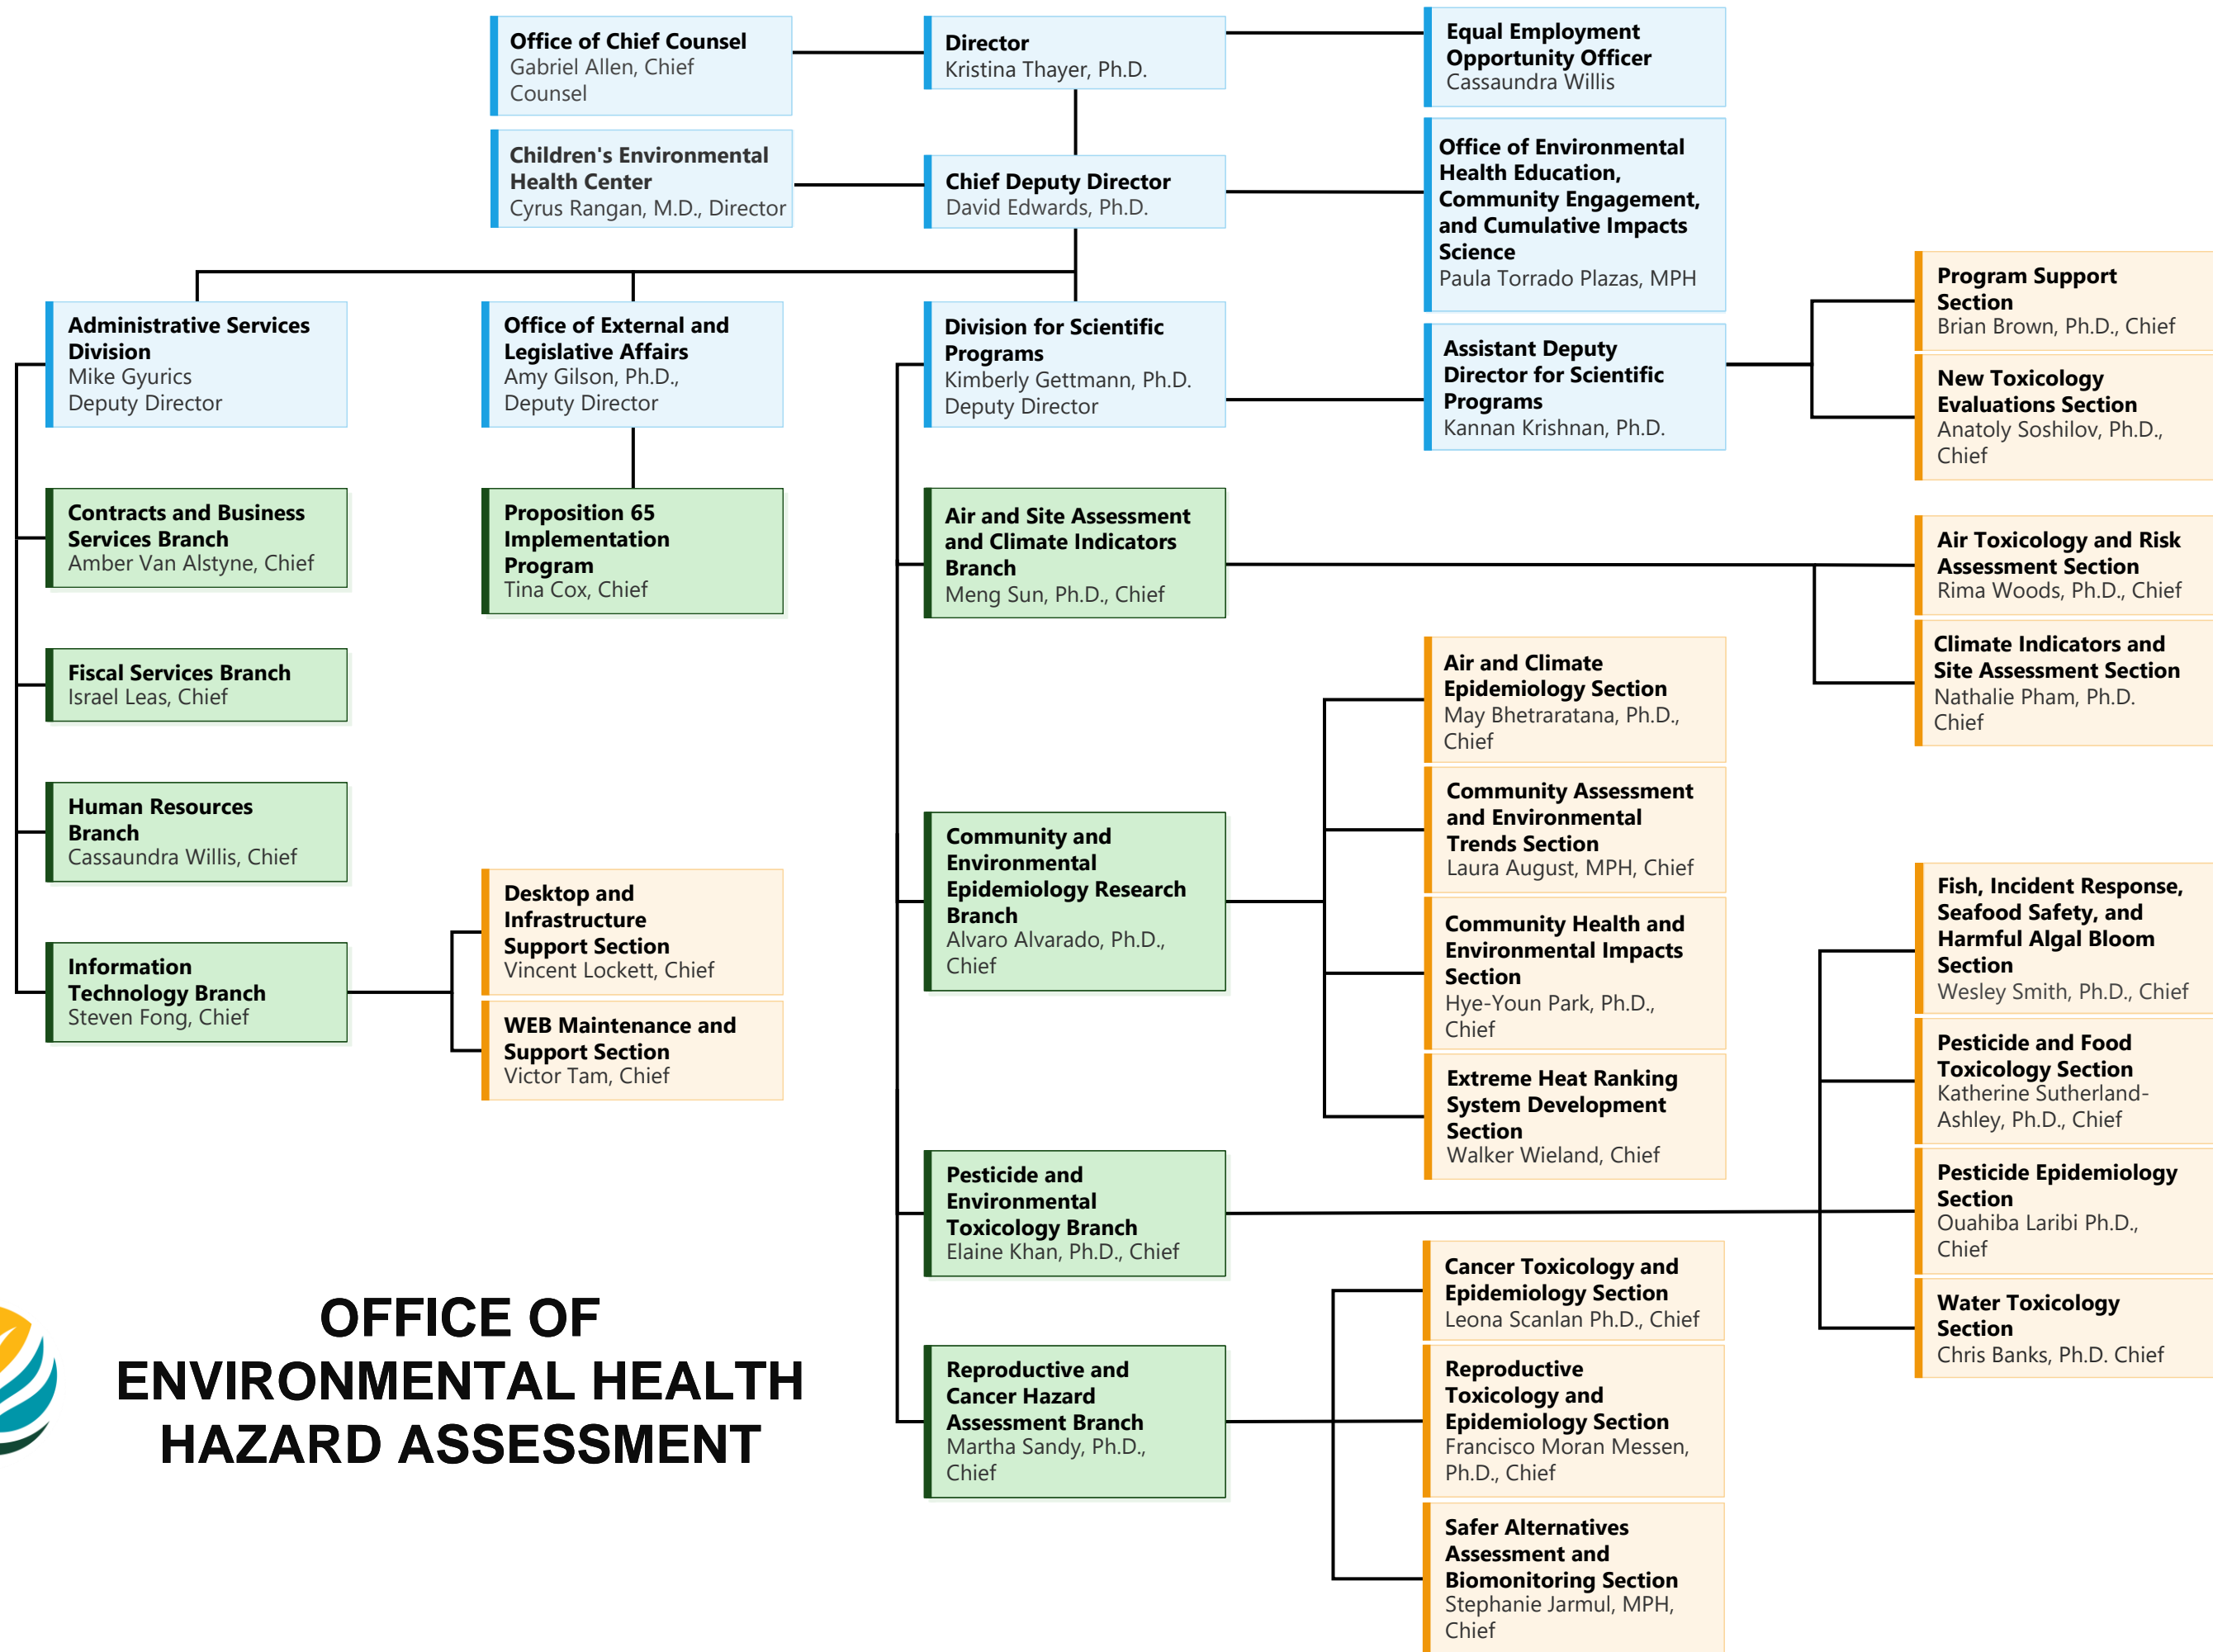 Office of Chief Counsel
Gabriel Allen, Chief
Counsel
Director
Kristina Thayer, Ph.D.
Equal Employment
Opportunity Officer
Cassaundra Willis
Children's Environmental
Health Center
Cyrus Rangan, M.D., Director
Chief Deputy Director
David Edwards, Ph.D.
Office of Environmental
Health Education,
Community Engagement,
and Cumulative Impacts
Science
Paula Torrado Plazas, MPH
Administrative Services
Division
Mike Gyurics
Deputy Director
Office of External and
Legislative Affairs
Amy Gilson, Ph.D.,
Deputy Director
Division for Scientific
Programs
Kimberly Gettmann, Ph.D.
Deputy Director
Assistant Deputy
Director for Scientific
Programs
Kannan Krishnan, Ph.D.
Program Support
Section
Brian Brown, Ph.D., Chief
New Toxicology
Evaluations Section
Anatoly Soshilov, Ph.D.,
Chief
Contracts and Business
Services Branch
Amber Van Alstyne, Chief
Proposition 65
Implementation
Program
Tina Cox, Chief
Air and Site Assessment
and Climate Indicators
Branch
Meng Sun, Ph.D., Chief
Air Toxicology and Risk
Assessment Section
Rima Woods, Ph.D., Chief
Climate Indicators and
Site Assessment Section
Nathalie Pham, Ph.D.
Chief
Fiscal Services Branch
Israel Leas, Chief
Human Resources
Branch
Cassaundra Willis, Chief
Information
Technology Branch
Steven Fong, Chief
Desktop and
Infrastructure
Support Section
Vincent Lockett, Chief
WEB Maintenance and
Support Section
Victor Tam, Chief
Community and
Environmental
Epidemiology Research
Branch
Alvaro Alvarado, Ph.D.,
Chief
Air and Climate
Epidemiology Section
May Bhetraratana, Ph.D.,
Chief
Community Assessment
and Environmental
Trends Section
Laura August, MPH, Chief
Community Health and
Environmental Impacts
Section
Hye-Youn Park, Ph.D.,
Chief
Extreme Heat Ranking
System Development
Section
Walker Wieland, Chief
Pesticide and
Environmental
Toxicology Branch
Elaine Khan, Ph.D., Chief
Fish, Incident Response,
Seafood Safety, and
Harmful Algal Bloom
Section
Wesley Smith, Ph.D., Chief
Pesticide and Food
Toxicology Section
Katherine Sutherland-
Ashley, Ph.D., Chief
Pesticide Epidemiology
Section
Ouahiba Laribi Ph.D.,
Chief
Water Toxicology
Section
Chris Banks, Ph.D. Chief
Reproductive and
Cancer Hazard
Assessment Branch
Martha Sandy, Ph.D.,
Chief
Cancer Toxicology and
Epidemiology Section
Leona Scanlan Ph.D., Chief
Reproductive
Toxicology and
Epidemiology Section
Francisco Moran Messen,
Ph.D., Chief
Safer Alternatives
Assessment and
Biomonitoring Section
Stephanie Jarmul, MPH,
Chief
OFFICE OF
ENVIRONMENTAL HEALTH
HAZARD ASSESSMENT